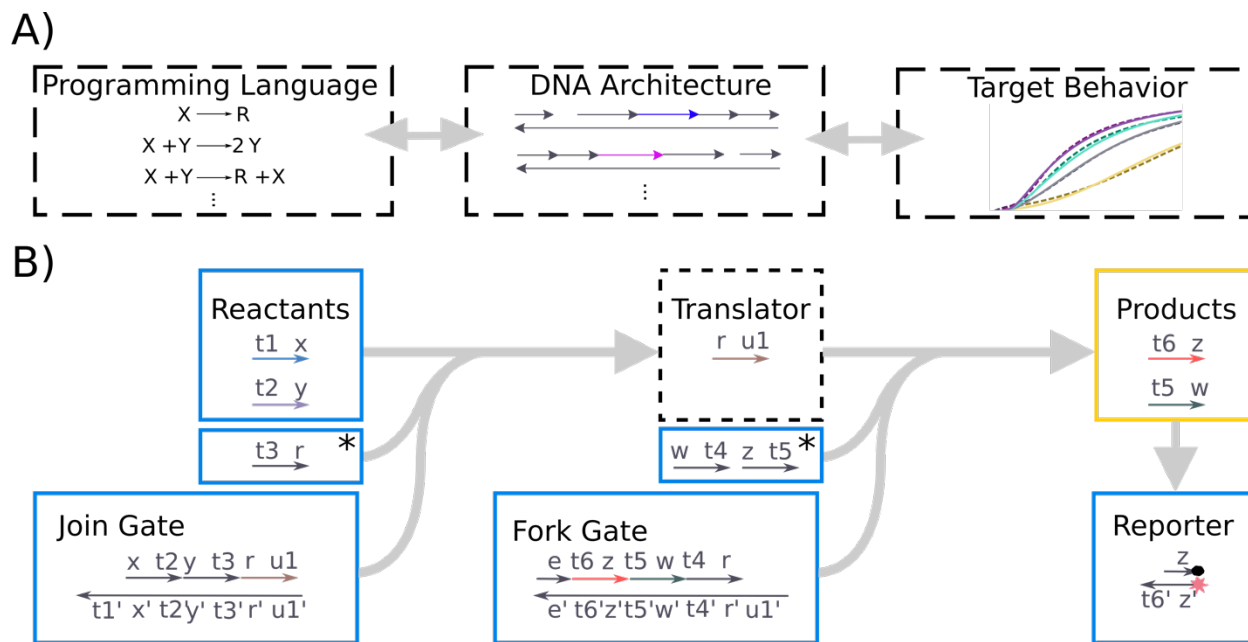 A)
Programming Language
X → R
X + Y → 2 Y
X + Y → R + X
⋮
DNA Architecture
⋮
Target Behavior
B)
Reactants
t1 x
t2 y
t3 r *
Join Gate
x t2 y t3 r u1
t1' x' t2'y' t3' r' u1'
Translator
r u1
w t4 z t5 *
Fork Gate
e t6 z t5 w t4 r
e' t6'z't5'w' t4' r' u1'
Products
t6 z
t5 w
Reporter
z
t6' z'